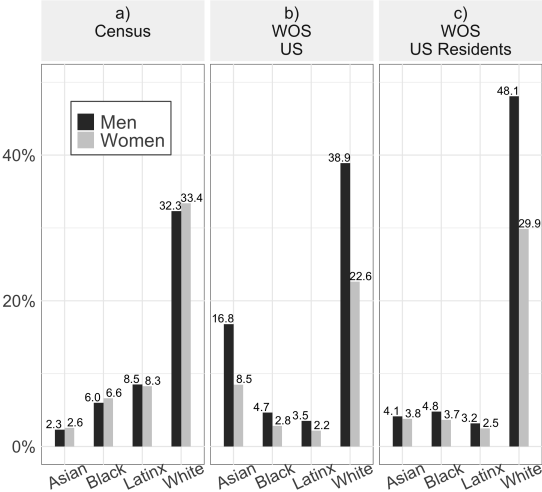 a)
Census
b)
WOS
US
c)
WOS
US Residents
Men
Women
40%
20%
0%
2.3 2.6 6.0 6.6 8.5 8.3 32.3 33.4
16.8 8.5 4.7 2.8 3.5 2.2 38.9 22.6
4.1 3.8 4.8 3.7 3.2 2.5 48.1 29.9
Asian Black Latinx White
Asian Black Latinx White
Asian Black Latinx White